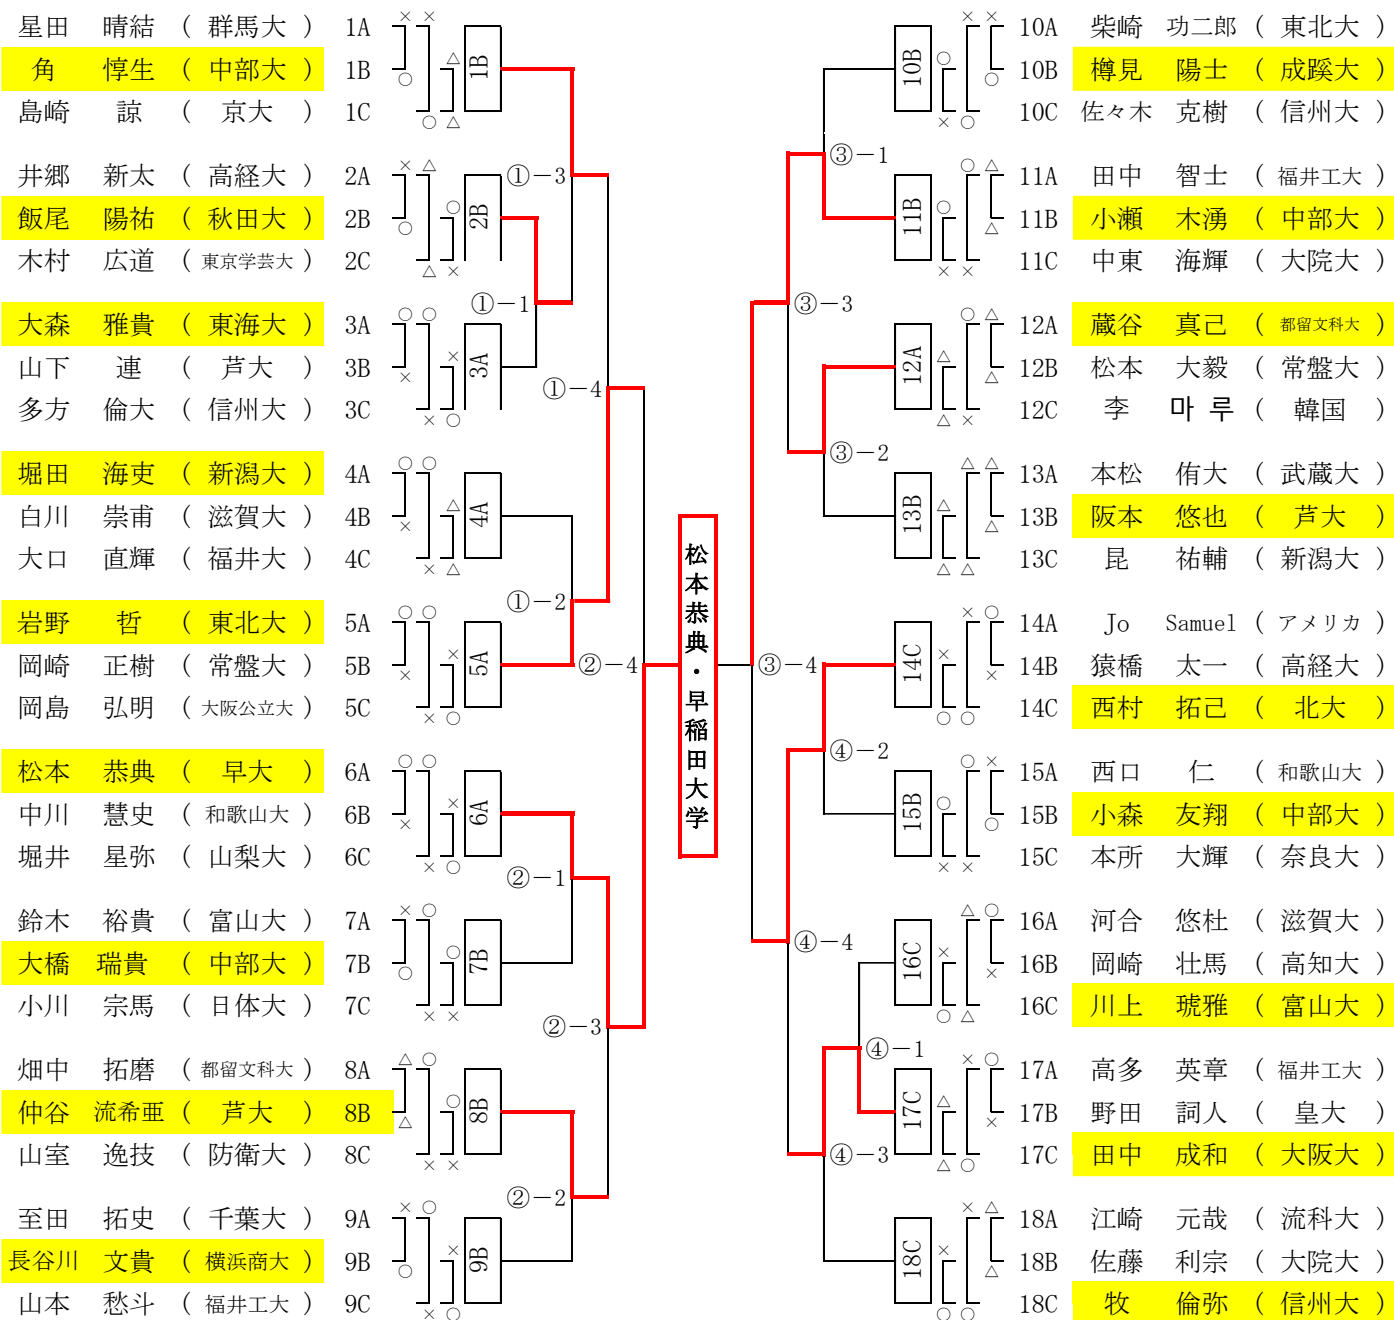 星田 晴結 ( 群馬大 ) 1A
角 惇生 ( 中部大 ) 1B
島崎 諒 ( 京大 ) 1C
井郷 新太 ( 高経大 ) 2A
飯尾 陽祐 ( 秋田大 ) 2B
木村 広道 ( 東京学芸大 ) 2C
大森 雅貴 ( 東海大 ) 3A
山下 連 ( 芦大 ) 3B
多方 倫大 ( 信州大 ) 3C
堀田 海吏 ( 新潟大 ) 4A
白川 崇甫 ( 滋賀大 ) 4B
大口 直輝 ( 福井大 ) 4C
岩野 哲 ( 東北大 ) 5A
岡崎 正樹 ( 常盤大 ) 5B
岡島 弘明 ( 大阪公立大 ) 5C
松本 恭典 ( 早大 ) 6A
中川 慧史 ( 和歌山大 ) 6B
堀井 星弥 ( 山梨大 ) 6C
鈴木 裕貴 ( 富山大 ) 7A
大橋 瑞貴 ( 中部大 ) 7B
小川 宗馬 ( 日体大 ) 7C
畑中 拓磨 ( 都留文科大 ) 8A
仲谷 流希亜 ( 芦大 ) 8B
山室 逸技 ( 防衛大 ) 8C
至田 拓史 ( 千葉大 ) 9A
長谷川 文貴 ( 横浜商大 ) 9B
山本 愁斗 ( 福井工大 ) 9C
1B
2B
3A
4A
5A
6A
7B
8B
9B
①-3
①-1
①-4
①-2
②-4
②-1
②-3
②-2
松本恭典・早稲田大学
③-1
③-3
③-2
③-4
④-2
④-4
④-1
④-3
10B
11B
12A
13B
14C
15B
16C
17C
18C
10A 柴崎 功二郎 ( 東北大 )
10B 樽見 陽士 ( 成蹊大 )
10C 佐々木 克樹 ( 信州大 )
11A 田中 智士 ( 福井工大 )
11B 小瀬 木湧 ( 中部大 )
11C 中東 海輝 ( 大院大 )
12A 蔵谷 真己 ( 都留文科大 )
12B 松本 大毅 ( 常盤大 )
12C 李 마루 ( 韓国 )
13A 本松 侑大 ( 武蔵大 )
13B 阪本 悠也 ( 芦大 )
13C 昆 祐輔 ( 新潟大 )
14A Jo Samuel ( アメリカ )
14B 猿橋 太一 ( 高経大 )
14C 西村 拓己 ( 北大 )
15A 西口 仁 ( 和歌山大 )
15B 小森 友翔 ( 中部大 )
15C 本所 大輝 ( 奈良大 )
16A 河合 悠杜 ( 滋賀大 )
16B 岡崎 壮馬 ( 高知大 )
16C 川上 琥雅 ( 富山大 )
17A 高多 英章 ( 福井工大 )
17B 野田 詞人 ( 皇大 )
17C 田中 成和 ( 大阪大 )
18A 江崎 元哉 ( 流科大 )
18B 佐藤 利宗 ( 大院大 )
18C 牧 倫弥 ( 信州大 )